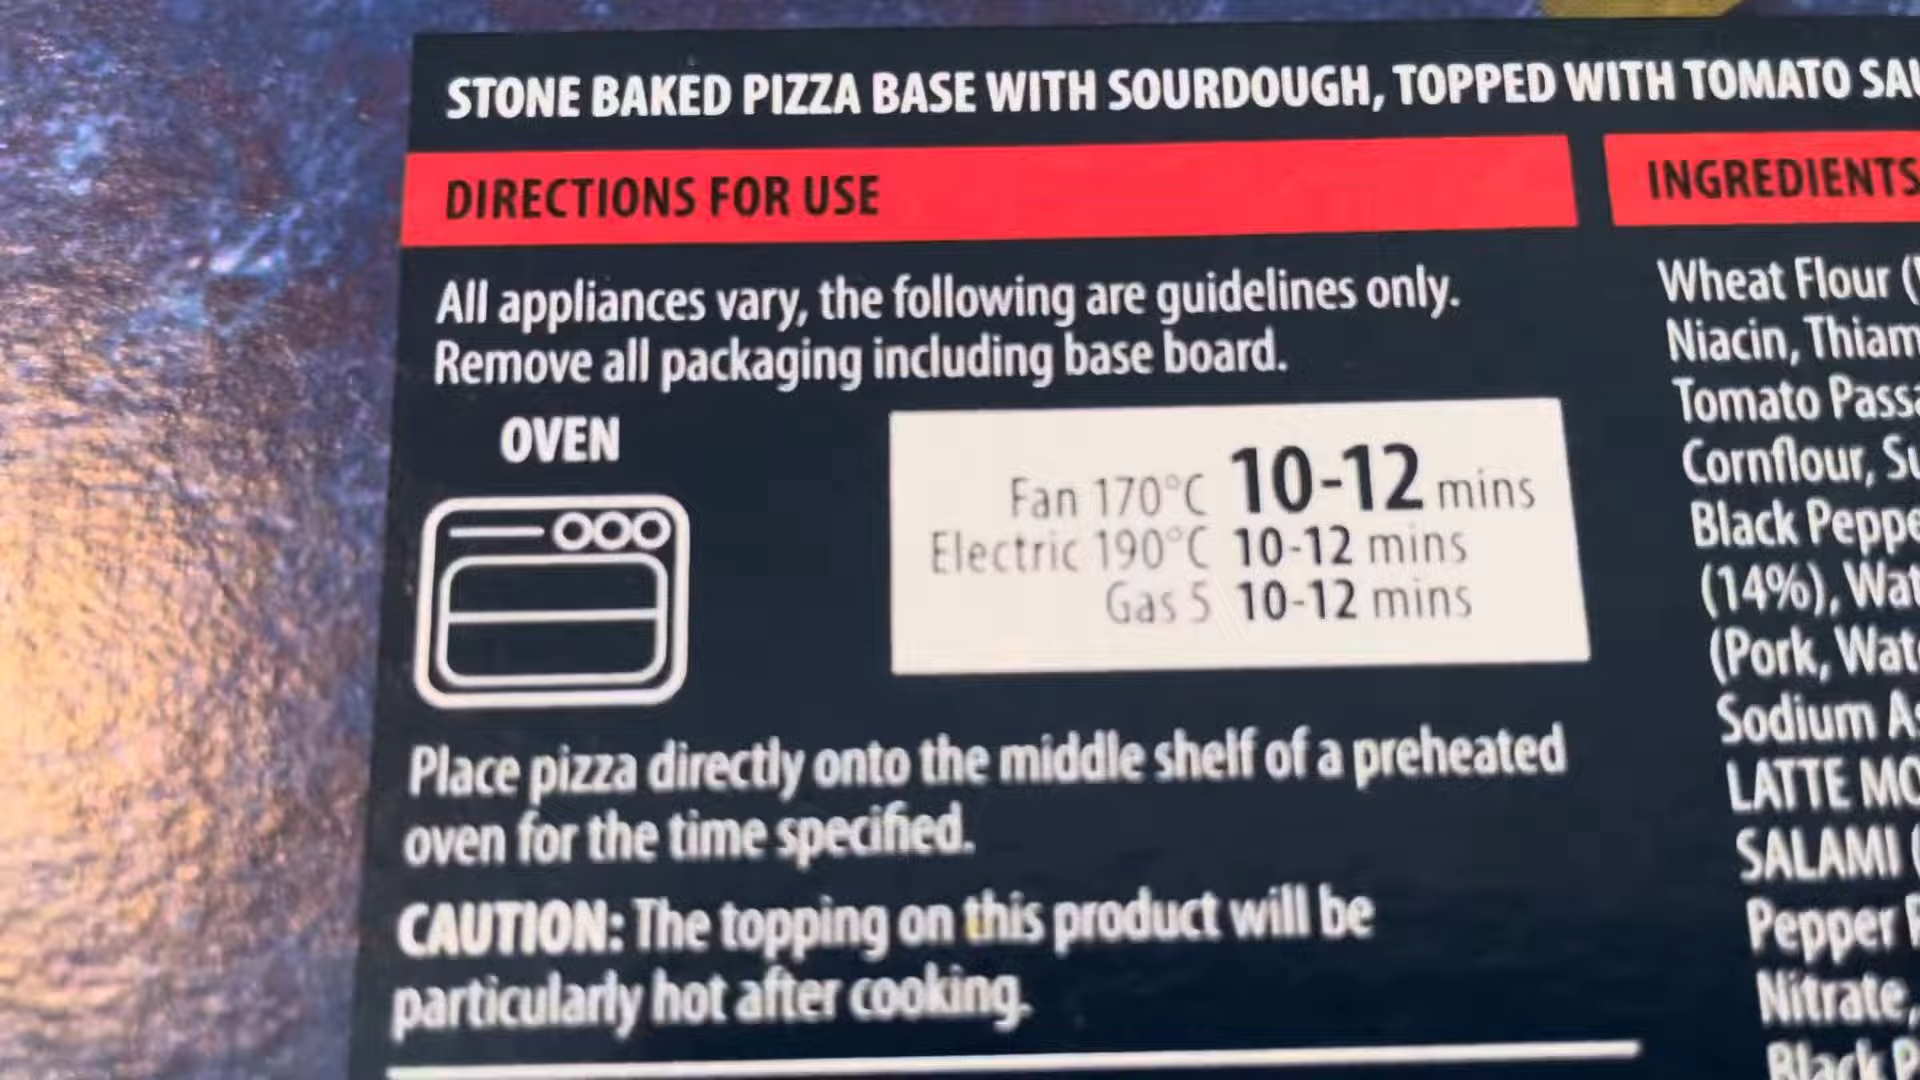 STONE BAKED PIZZA BASE WITH SOURDOUGH, TOPPED WITH TOMATO
DIRECTIONS FOR USE
All appliances vary, the following are guidelines only.
Remove all packaging including base board.
OVEN
Fan 170°C 10-12 mins
Electric 190°C 10-12 mins
Gas 5 10-12 mins
Place pizza directly onto the middle shelf of a preheated
oven for the time specified.
CAUTION: The topping on this product will be
particularly hot after cooking.
INGREDIENTS
Wheat Flour (
Niacin,
Tomato
Cornflour,
Black
(14%),
(Pork,
Sodium
LATTE
SALAMI (
Pepper
Nitrate,
Black